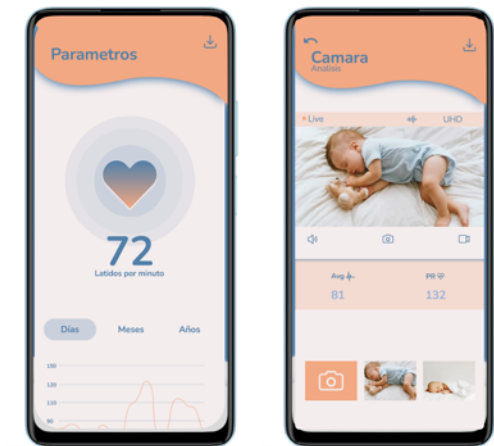 Parametros
72
Latidos por minuto
Días
Meses
Años
150
120
110
90
Camara
Analisis
Live
UHD
Avg
PR
81
132